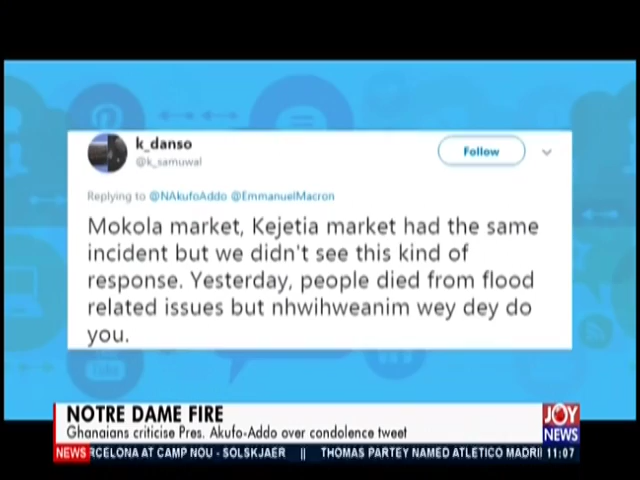 k_danso
@k_samuwal
Follow
Replying to @NAkufoAddo @EmmanuelMacron
Mokola market, Kejetia market had the same
incident but we didn't see this kind of
response. Yesterday, people died from flood
related issues but nhwihweanim wey dey do
you.
NOTRE DAME FIRE
Ghanaians criticise Pres. Akufo-Addo over condolence tweet
JOY
NEWS
NEWS RCELONA AT CAMP NOU - SOLSKJAER || THOMAS PARTEY NAMED ATLETICO MADRI 11:07